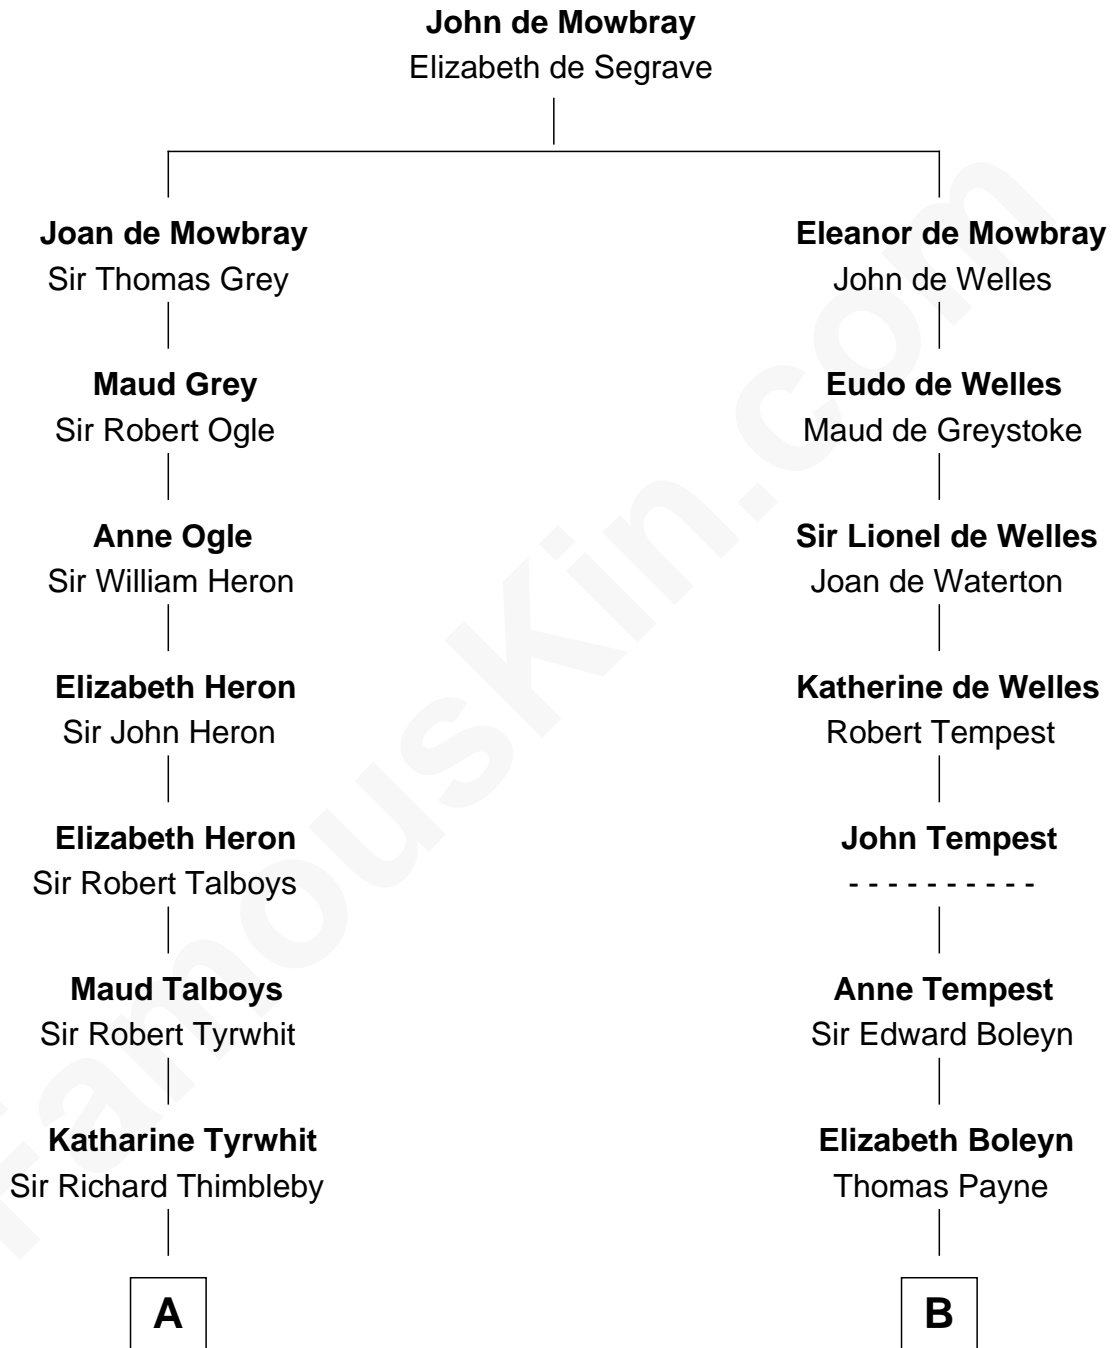 John de Mowbray
Elizabeth de Segrave
Joan de Mowbray
Sir Thomas Grey
Maud Grey
Sir Robert Ogle
Anne Ogle
Sir William Heron
Elizabeth Heron
Sir John Heron
Elizabeth Heron
Sir Robert Talboys
Maud Talboys
Sir Robert Tyrwhit
Katharine Tyrwhit
Sir Richard Thimbleby
A
Eleanor de Mowbray
John de Welles
Eudo de Welles
Maud de Greystoke
Sir Lionel de Welles
Joan de Waterton
Katherine de Welles
Robert Tempest
John Tempest
- - - - - - - - - -
Anne Tempest
Sir Edward Boleyn
Elizabeth Boleyn
Thomas Payne
B
FamousKin.com